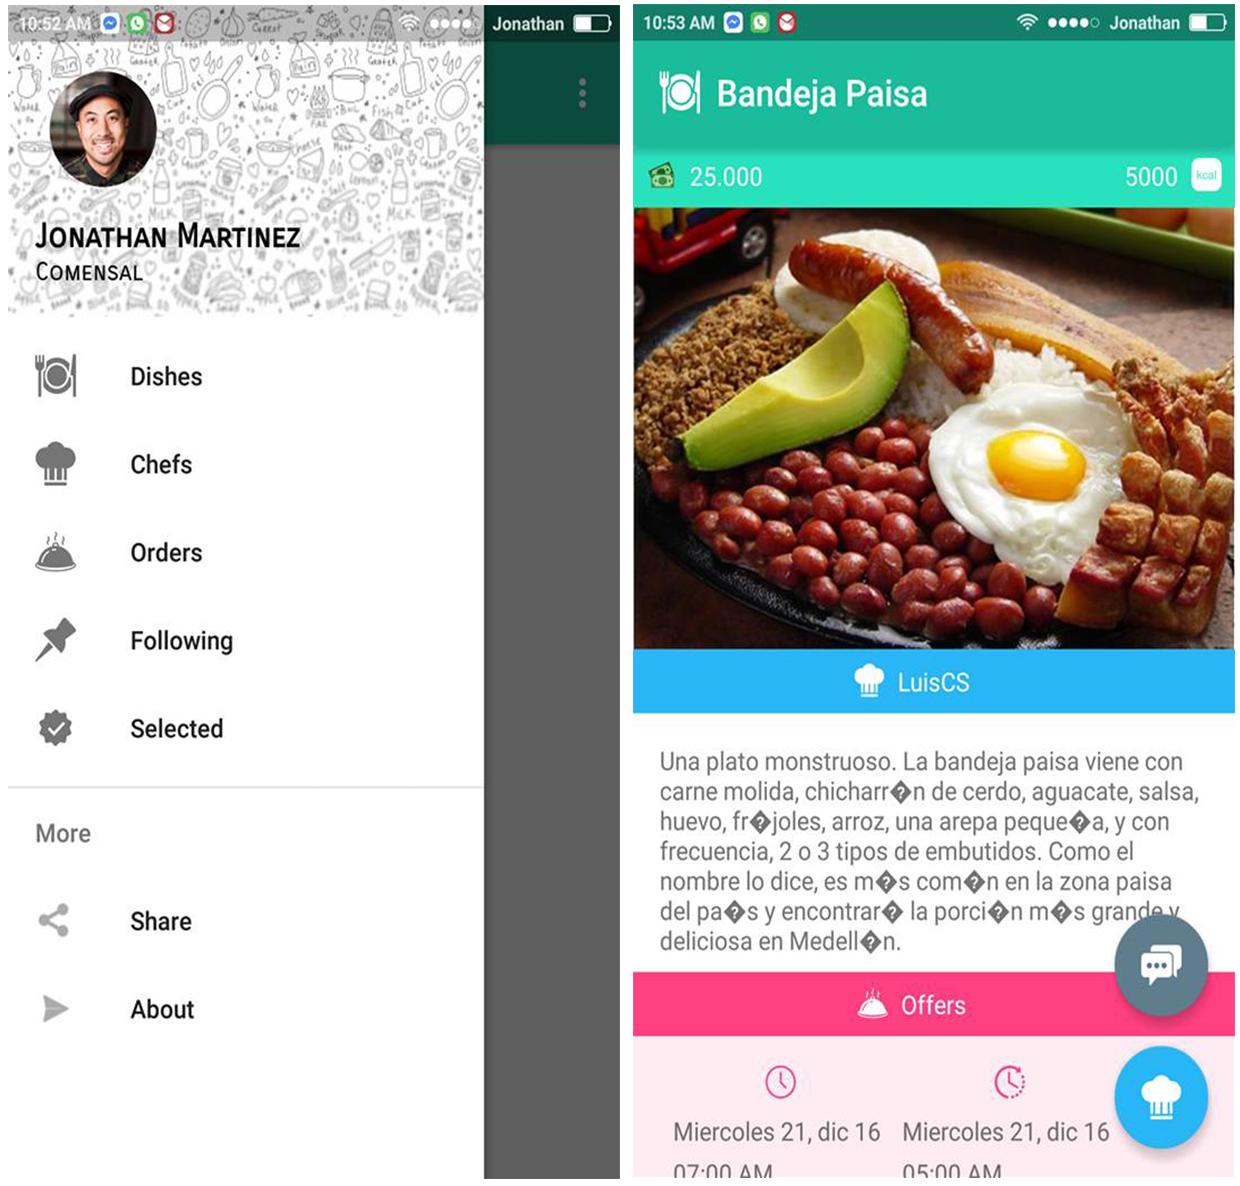 10:52 AM
Jonathan
JONATHAN MARTINEZ
COMENSAL
Dishes
Chefs
Orders
Following
Selected
More
Share
About
10:53 AM
Jonathan
Bandeja Paisa
25.000
5000 kcal
LuisCS
Una plato monstruoso. La bandeja paisa viene con
carne molida, chicharr�n de cerdo, aguacate, salsa,
huevo, fr�joles, arroz, una arepa peque�a, y con
frecuencia, 2 o 3 tipos de embutidos. Como el
nombre lo dice, es m�s com�n en la zona paisa
del pa�s y encontrar� la porci�n m�s grande y
deliciosa en Medell�n.
Offers
Miercoles 21, dic 16
07:00 AM
Miercoles 21, dic 16
05:00 AM